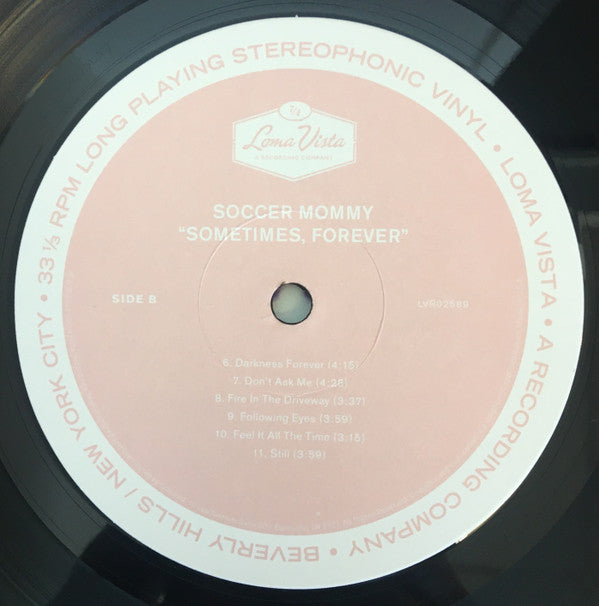 33 ⅓ RPM LONG PLAYING STEREOPHONIC VINYL • LOMA VISTA • A RECORDING COMPANY • BEVERLY HILLS / NEW YORK CITY •
Loma Vista
A RECORDING COMPANY
SOCCER MOMMY
"SOMETIMES, FOREVER"
SIDE B
LVR02589
6. Darkness Forever (4:15)
7. Don't Ask Me (4:26)
8. Fire In The Driveway (3:37)
9. Following Eyes (3:59)
10. Feel It All The Time (3:15)
11. Still (3:59)